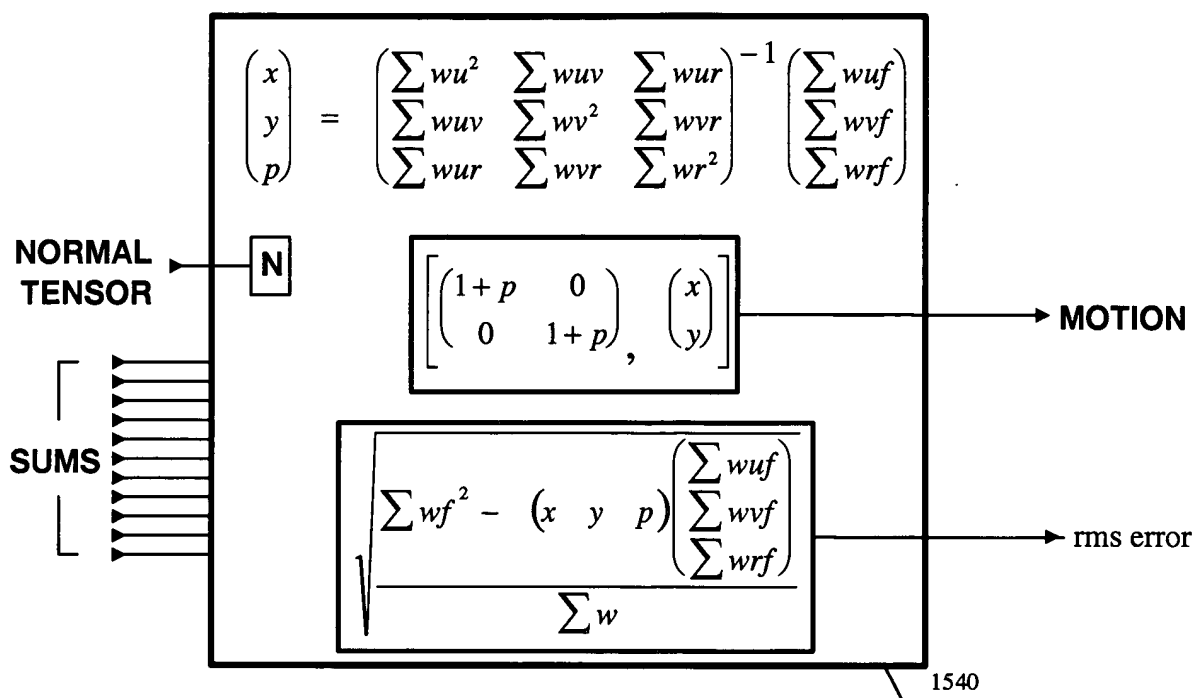 x = ∑wu² ∑wuv ∑wur −1 ∑wuf
y ∑wuv ∑wv² ∑wvr ∑wvf
p ∑wur ∑wvr ∑wr² ∑wrf
NORMAL TENSOR
N
[(1+p 0
0 1+p), (x
y)]
MOTION
SUMS
√ ∑wf² − (x y p) (∑wuf
∑wvf
∑wrf)
∑w
rms error
1540